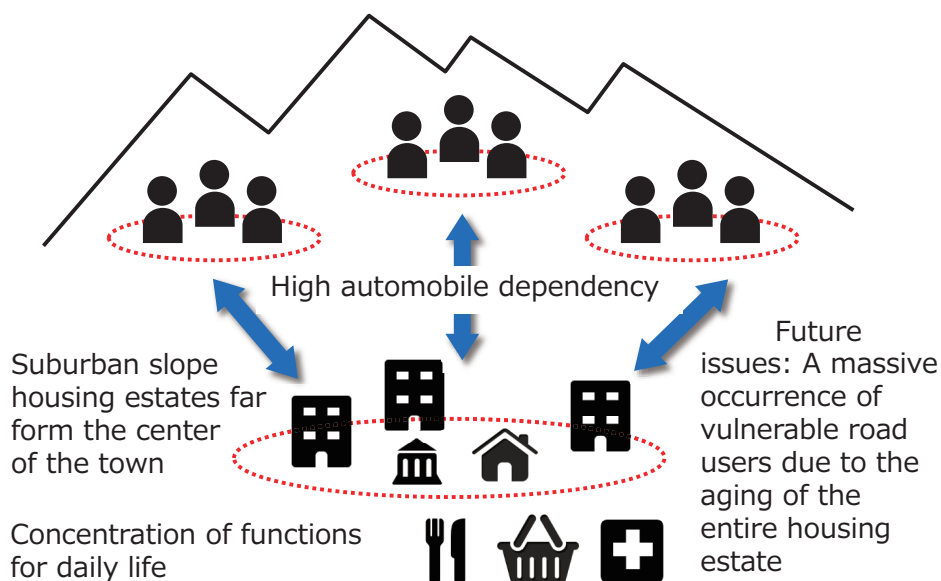 High automobile dependency
Suburban slope
housing estates far
form the center
of the town
Future
issues: A massive
occurrence of
vulnerable road
users due to the
aging of the
entire housing
estate
Concentration of functions
for daily life